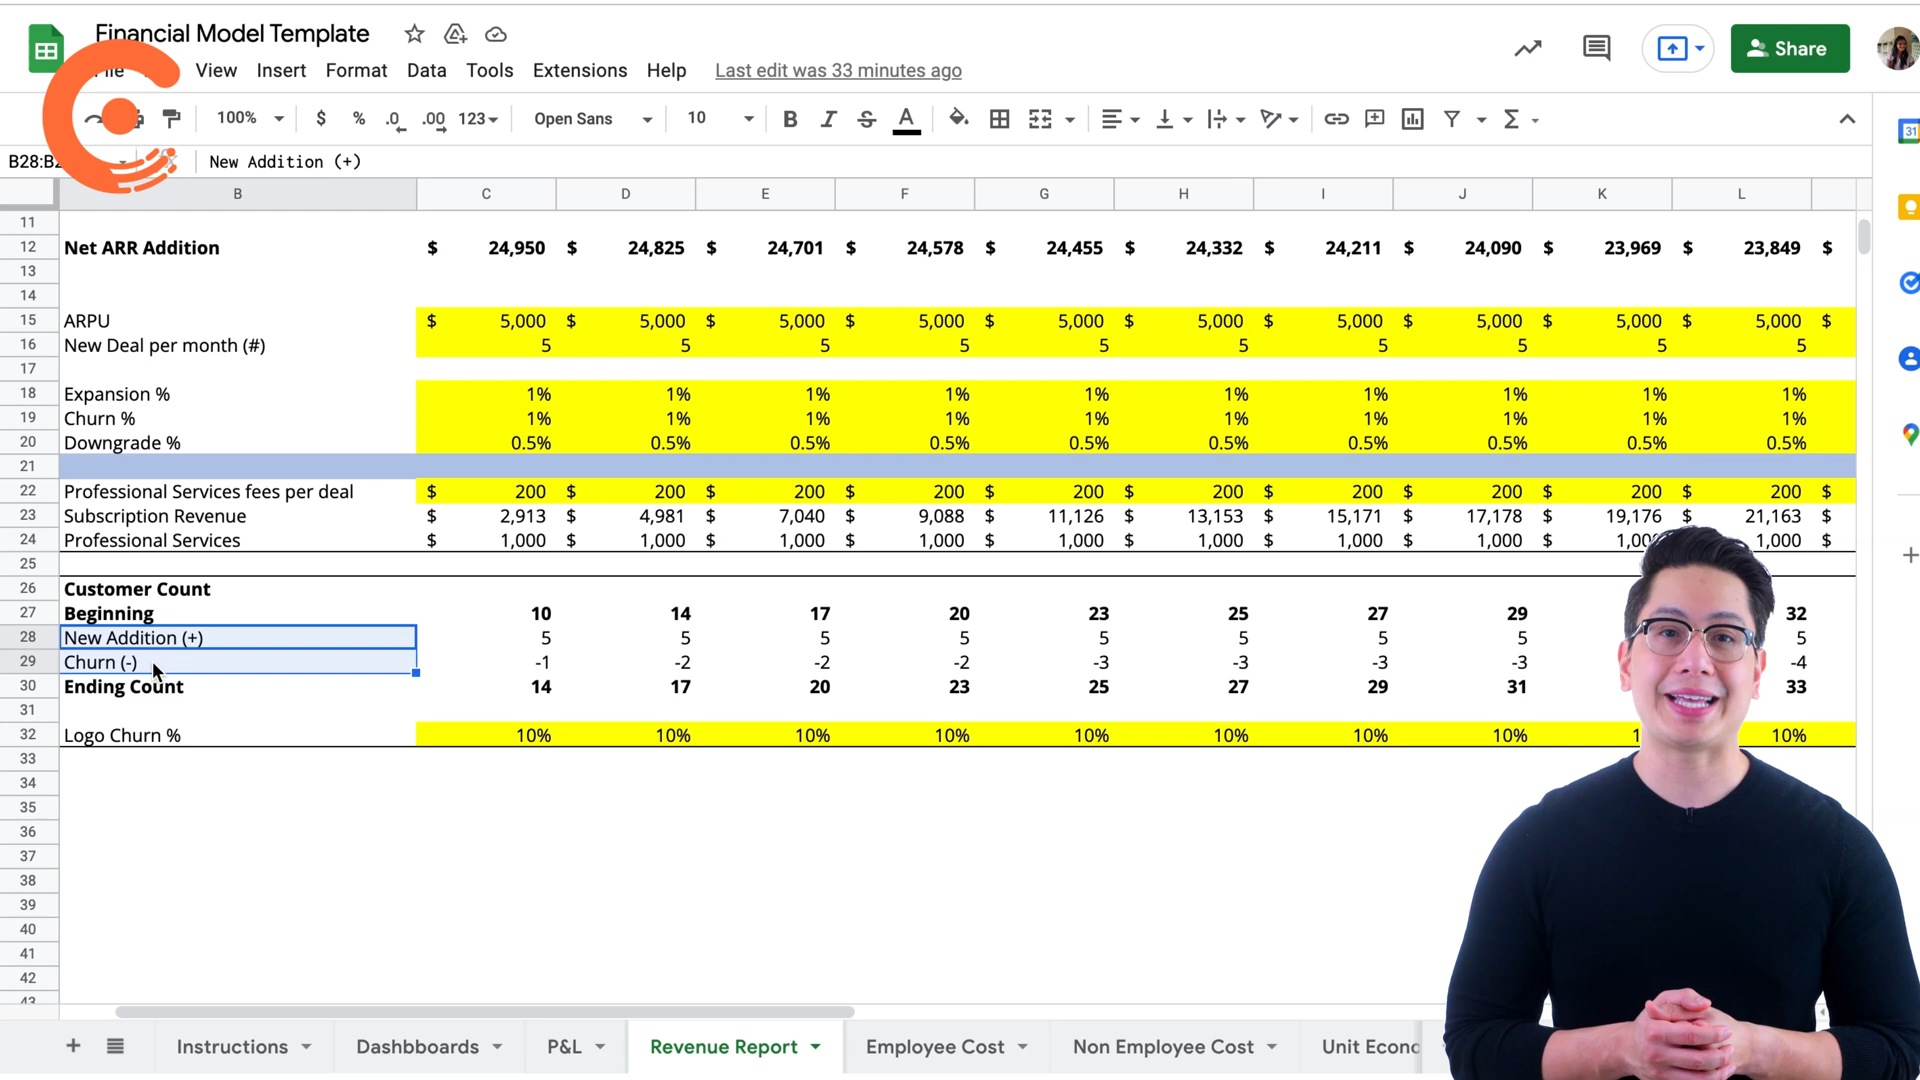 Financial Model Template
View Insert Format Data Tools Extensions Help Last edit was 33 minutes ago
Share
100% $ % .0 .00 123 Open Sans 10 B I S A
New Addition (+)
B C D E F G H I J K L
11
12 Net ARR Addition $ 24,950 $ 24,825 $ 24,701 $ 24,578 $ 24,455 $ 24,332 $ 24,211 $ 24,090 $ 23,969 $ 23,849 $
13
14
15 ARPU $ 5,000 $ 5,000 $ 5,000 $ 5,000 $ 5,000 $ 5,000 $ 5,000 $ 5,000 $ 5,000 $ 5,000 $
16 New Deal per month (#) 5 5 5 5 5 5 5 5 5 5
17
18 Expansion % 1% 1% 1% 1% 1% 1% 1% 1% 1% 1%
19 Churn % 1% 1% 1% 1% 1% 1% 1% 1% 1% 1%
20 Downgrade % 0.5% 0.5% 0.5% 0.5% 0.5% 0.5% 0.5% 0.5% 0.5% 0.5%
21
22 Professional Services fees per deal $ 200 $ 200 $ 200 $ 200 $ 200 $ 200 $ 200 $ 200 $ 200 $ 200 $
23 Subscription Revenue $ 2,913 $ 4,981 $ 7,040 $ 9,088 $ 11,126 $ 13,153 $ 15,171 $ 17,178 $ 19,176 $ 21,163 $
24 Professional Services $ 1,000 $ 1,000 $ 1,000 $ 1,000 $ 1,000 $ 1,000 $ 1,000 $ 1,000 $ $ 1,000 $
25
26 Customer Count
27 Beginning 10 14 17 20 23 25 27 29 32
28 New Addition (+) 5 5 5 5 5 5 5 5 5
29 Churn (-) -1 -2 -2 -2 -3 -3 -3 -3 -4
30 Ending Count 14 17 20 23 25 27 29 31 33
31
32 Logo Churn % 10% 10% 10% 10% 10% 10% 10% 10% 10%
33
34
35
36
37
38
39
40
41
42
43
Instructions Dashbboards P&L Revenue Report Employee Cost Non Employee Cost Unit
31